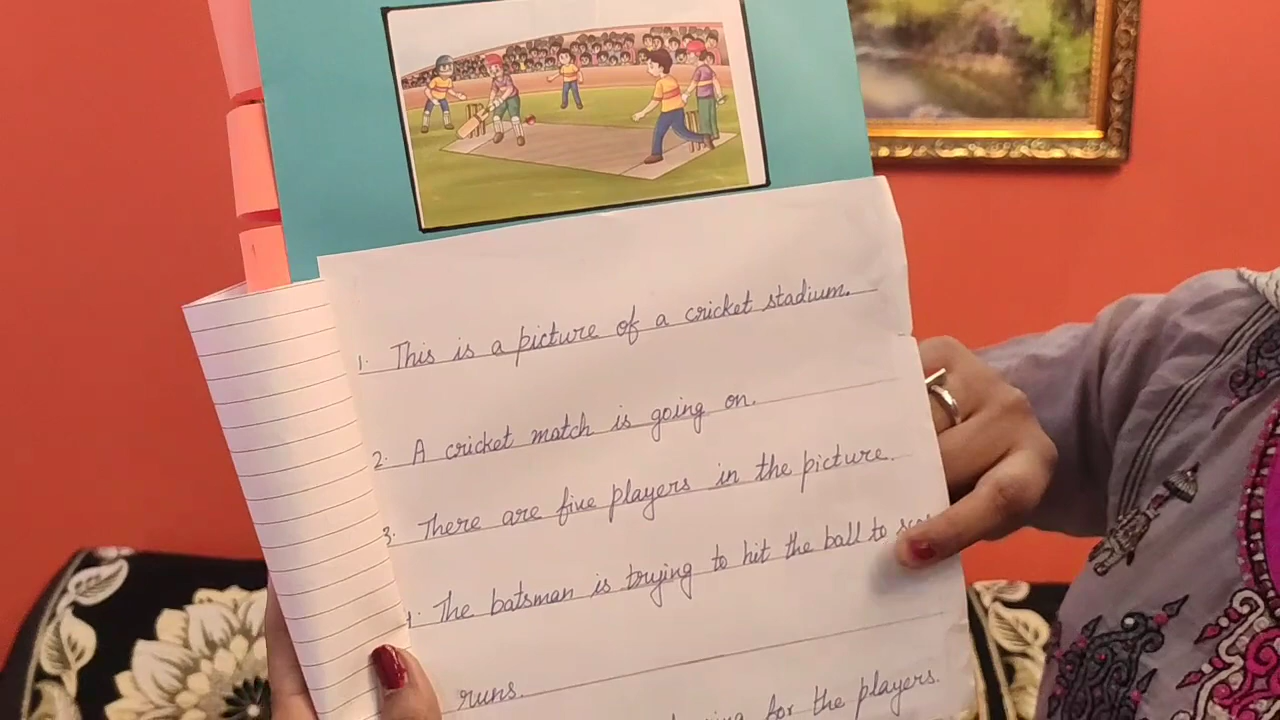 1. This is a picture of a cricket stadium.
2. A cricket match is going on.
3. There are five players in the picture.
4. The batsman is trying to hit the ball to
runs.
for the players.